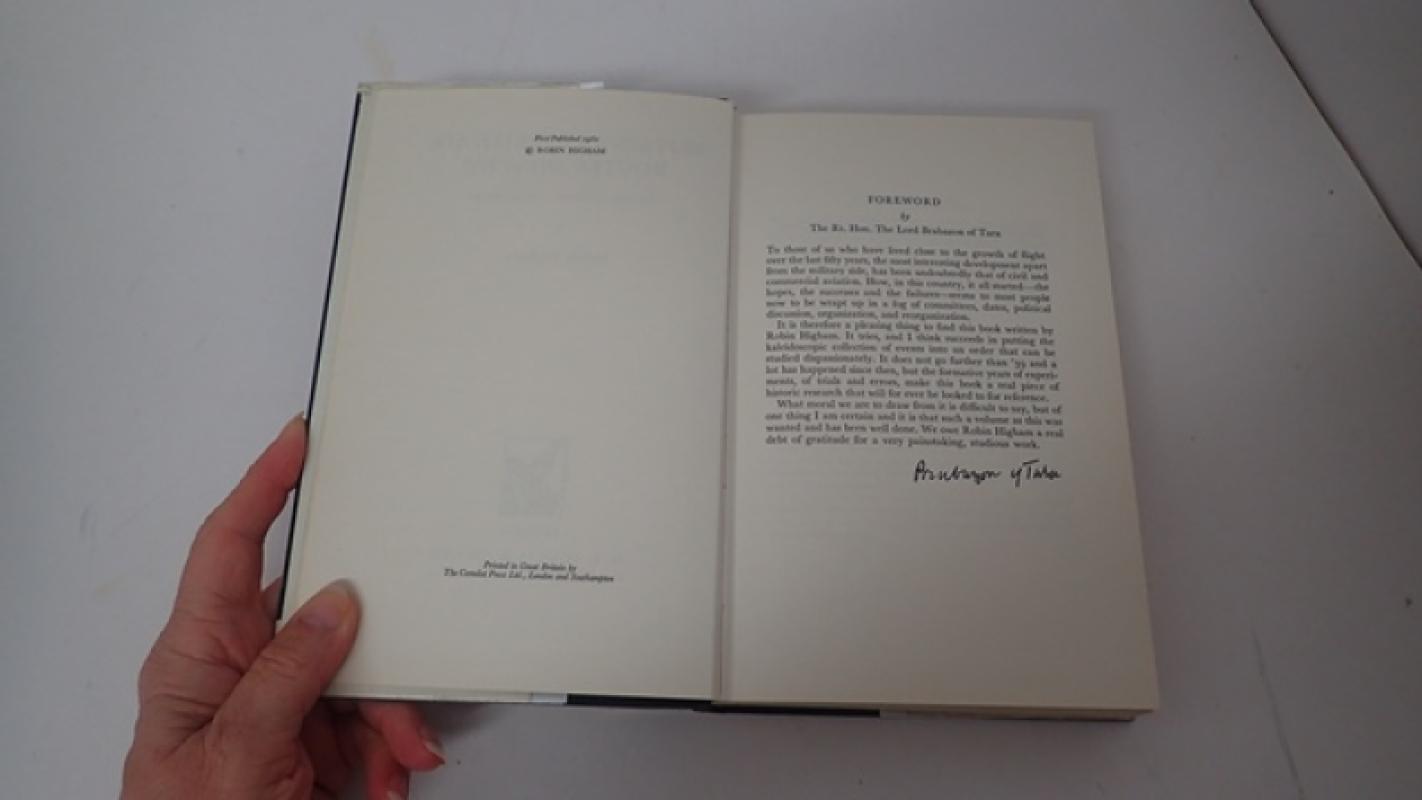 First Published 1960
© ROBIN HIGHAM
Printed in Great Britain by
The Camelot Press Ltd., London and Southampton
FOREWORD
by
The Rt. Hon. The Lord Brabazon of Tara
To those of us who have lived close to the growth of flight
over the last fifty years, the most interesting development apart
from the military side, has been undoubtedly that of civil and
commercial aviation. How, in this country, it all started—the
hopes, the successes and the failures—seems to most people
now to be wrapt up in a fog of committees, dates, political
discussion, organization, and reorganization.
It is therefore a pleasing thing to find this book written by
Robin Higham. It tries, and I think succeeds in putting the
kaleidoscopic collection of events into an order that can be
studied dispassionately. It does not go further than '39 and a
lot has happened since then, but the formative years of experi-
ments, of trials and errors, make this book a real piece of
historic research that will for ever be looked to for reference.
What moral we are to draw from it is difficult to say, but of
one thing I am certain and it is that such a volume as this was
wanted and has been well done. We owe Robin Higham a real
debt of gratitude for a very painstaking, studious work.
Brabazon of Tara